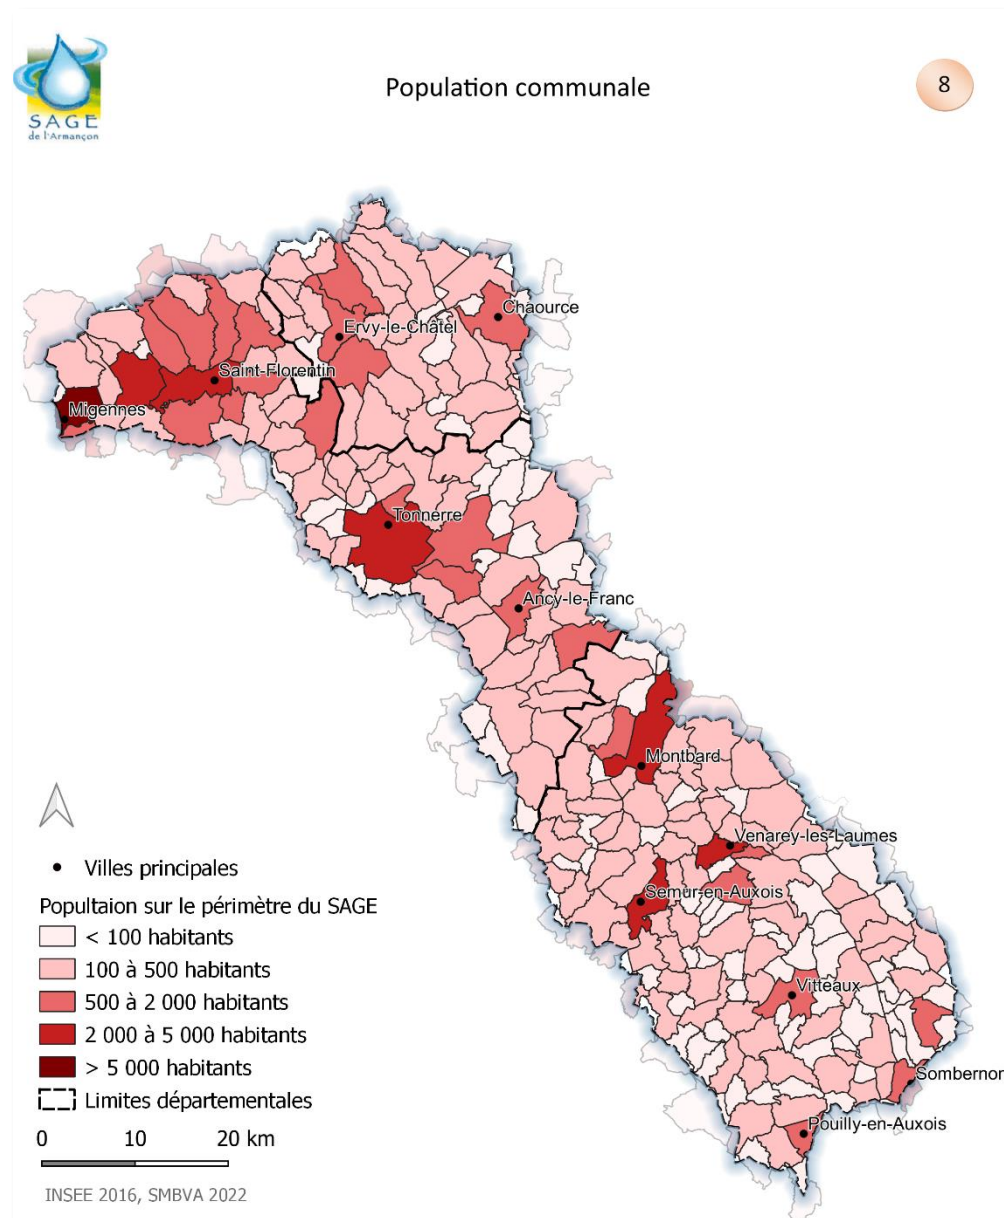 SAGE
de l'Armançon
Population communale
8
Chaource
Ervy-le-Châtel
Saint-Florentin
Migennes
Tonnerre
Ancy-le-Franc
Montbard
Venarey-les-Laumes
Semur-en-Auxois
Vitteaux
Sombernon
Pouilly-en-Auxois
Villes principales
Popultaion sur le périmètre du SAGE
< 100 habitants
100 à 500 habitants
500 à 2 000 habitants
2 000 à 5 000 habitants
> 5 000 habitants
Limites départementales
0 10 20 km
INSEE 2016, SMBVA 2022